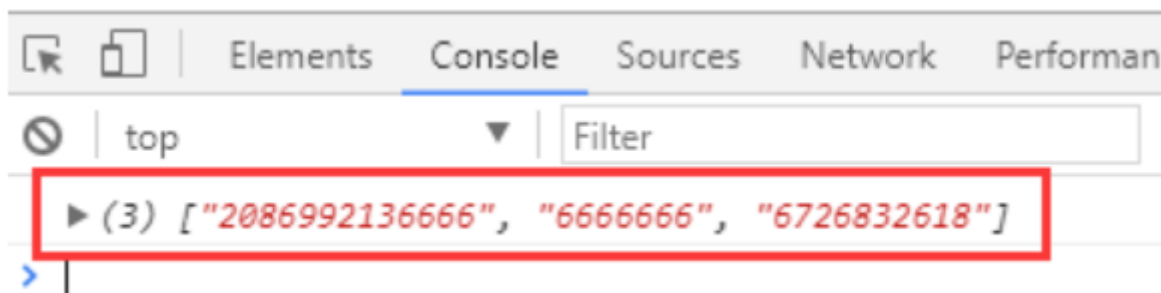 Elements Console Sources Network Performan
top Filter
(3) ["2086992136666", "6666666", "6726832618"]